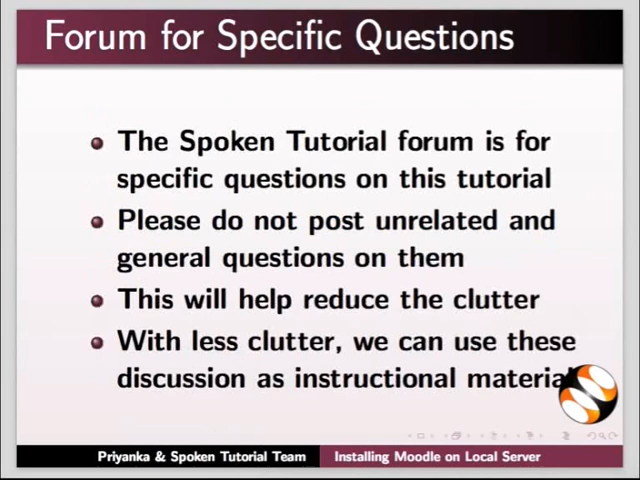 Forum for Specific Questions
The Spoken Tutorial forum is for
specific questions on this tutorial
Please do not post unrelated and
general questions on them
This will help reduce the clutter
With less clutter, we can use these
discussion as instructional material
Priyanka & Spoken Tutorial Team Installing Moodle on Local Server